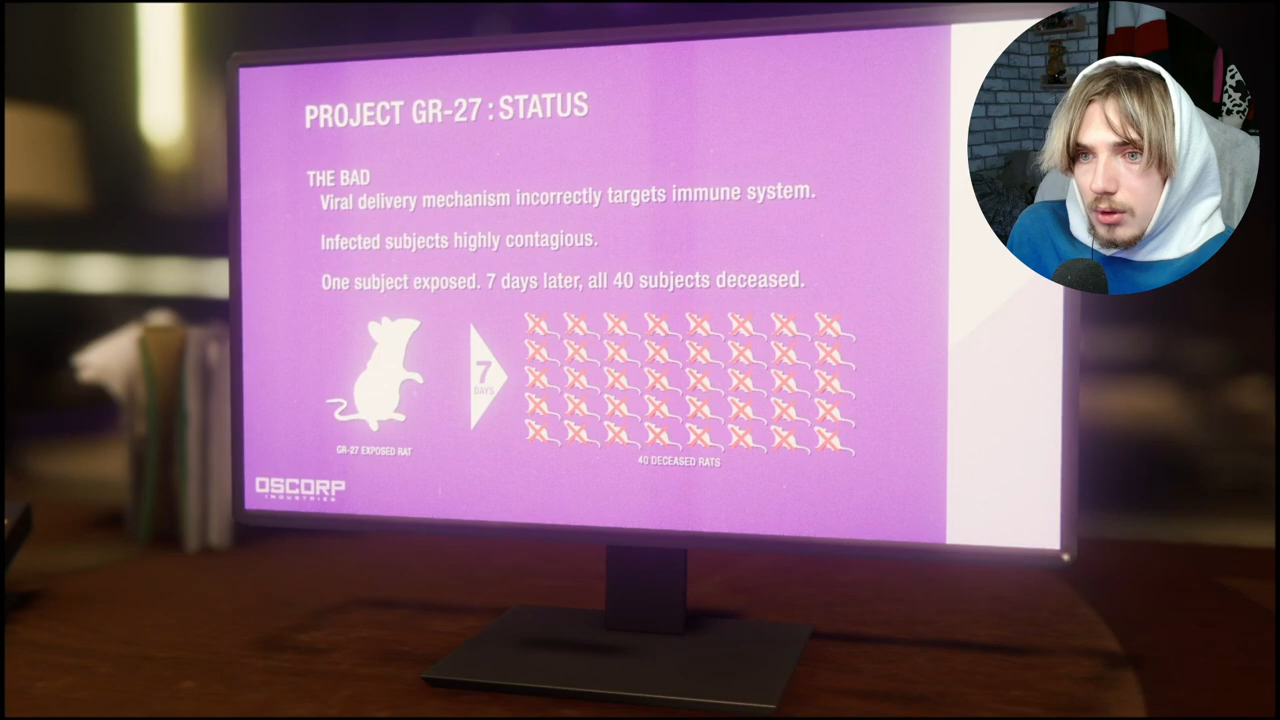 PROJECT GR-27 : STATUS
THE BAD
Viral delivery mechanism incorrectly targets immune system.
Infected subjects highly contagious.
One subject exposed. 7 days later, all 40 subjects deceased.
7
DAYS
GR-27 EXPOSED RAT
40 DECEASED RATS
OSCORP
INDUSTRIES